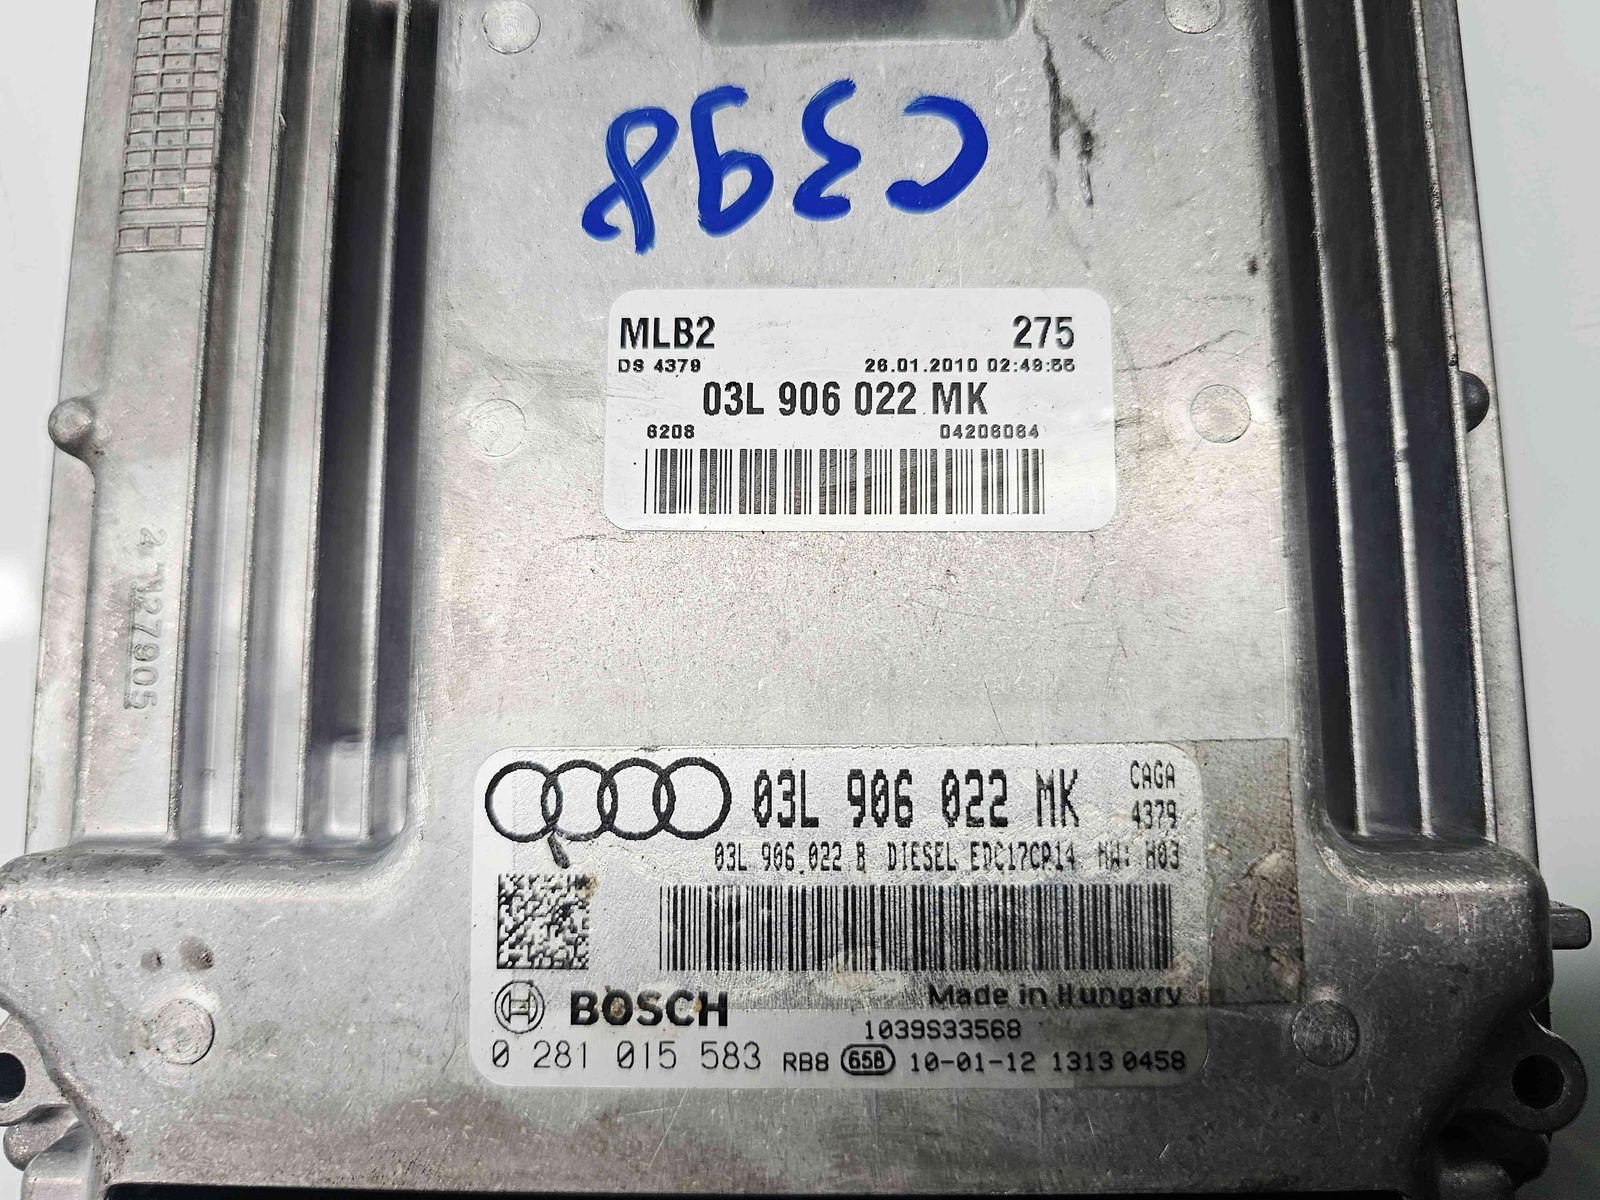 C398
MLB2 275
DS 4379 26.01.2010 02:49:55
03L 906 022 MK
6208 04206064
03L 906 022 MK CAGA
4379
03L 906 022 B DIESEL EDC17CP14 HW: H03
BOSCH
Made in Hungary
1039S33568
0 281 015 583 RB8 65B 10-01-12 1313 0458